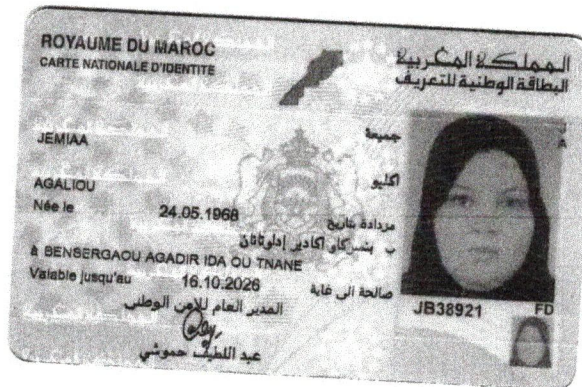 ROYAUME DU MAROC
المملكة المغربية
CARTE NATIONALE D'IDENTITE
البطاقة الوطنية للتعريف
JEMIAA
جميعة
AGALIOU
اكليو
Née le 24.05.1968
مزدادة بتاريخ
ب بنسركاو اكادير إداوتنان
à BENSERGAOU AGADIR IDA OU TNANE
Valable jusqu'au 16.10.2026
صالحة الى غاية
المدير العام للأمن الوطني
عبد اللطيف حموشي
JB38921
FD